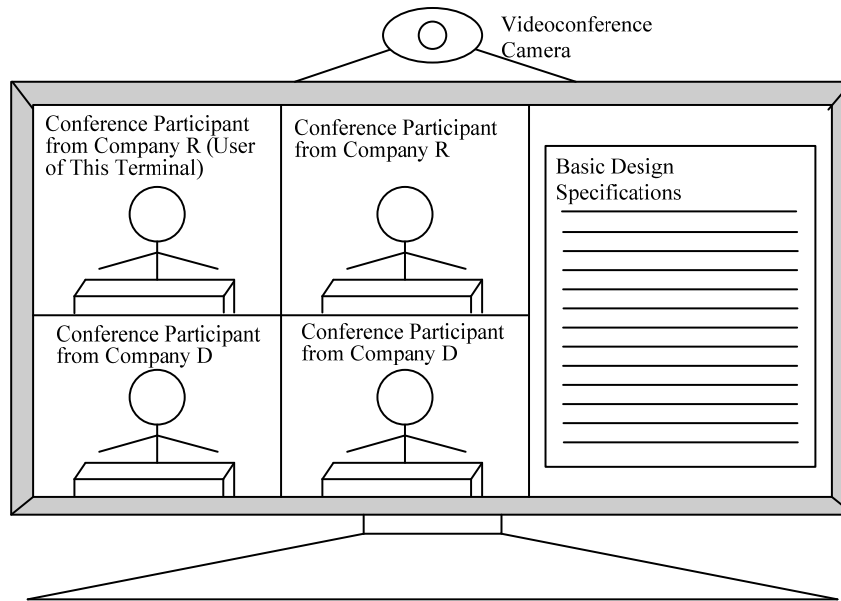 Videoconference
Camera
Conference Participant
from Company R (User
of This Terminal)
Conference Participant
from Company R
Basic Design
Specifications
Conference Participant
from Company D
Conference Participant
from Company D